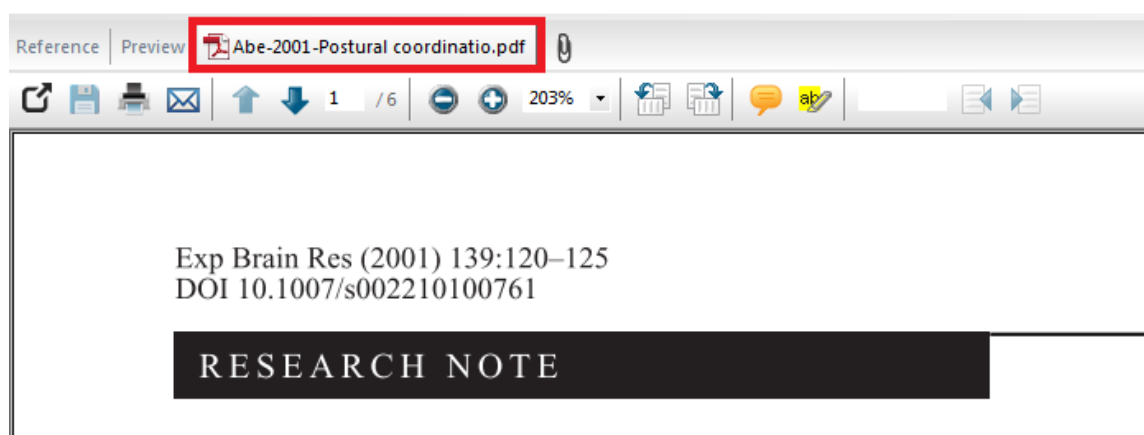 Reference Preview Abe-2001-Postural coordinatio.pdf
1 /6 203% ab
Exp Brain Res (2001) 139:120–125
DOI 10.1007/s002210100761
RESEARCH NOTE